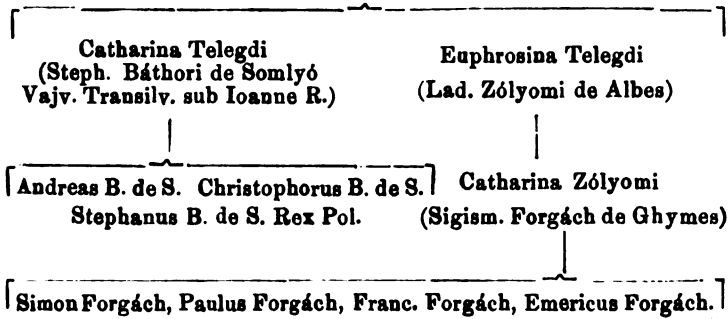 Catharina Telegdi
(Steph. Báthori de Somlyó
Vajv. Transilv. sub Ioanne R.)
Euphrosina Telegdi
(Lad. Zólyomi de Albes)
Andreas B. de S. Christophorus B. de S.
Stephanus B. de S. Rex Pol.
Catharina Zólyomi
(Sigism. Forgách de Ghymes)
Simon Forgách, Paulus Forgách, Franc. Forgách, Emericus Forgách.